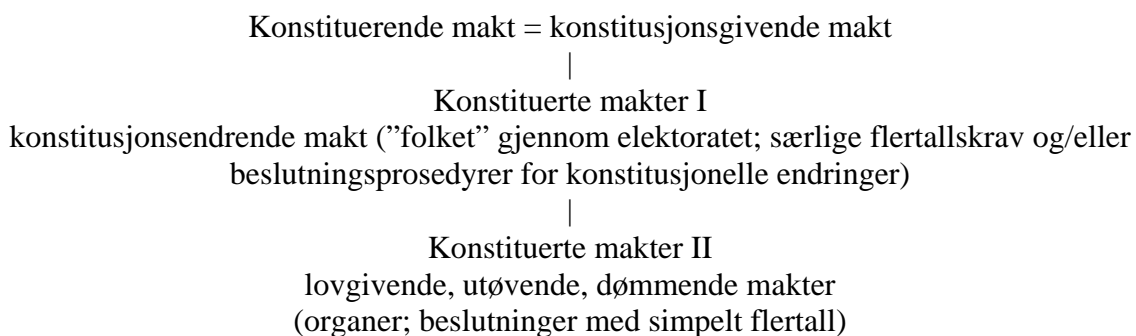 Konstituerende makt = konstitusjonsgivende makt
|
Konstituerte makter I
konstitusjonsendrende makt (”folket” gjennom elektoratet; særlige flertallskrav og/eller
beslutningsprosedyrer for konstitusjonelle endringer)
|
Konstituerte makter II
lovgivende, utøvende, dømmende makter
(organer; beslutninger med simpelt flertall)